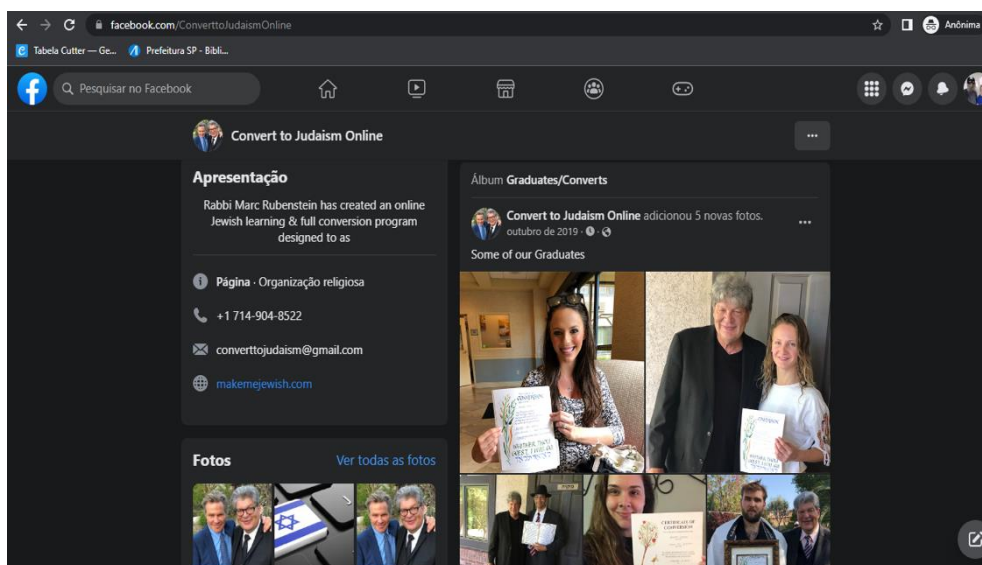 facebook.com/ConverttoJudaismOnline
Anônima
Tabela Cutter — Ge...
Prefeitura SP - Bibli...
Pesquisar no Facebook
Convert to Judaism Online
Apresentação
Rabbi Marc Rubenstein has created an online
Jewish learning & full conversion program
designed to as
Página · Organização religiosa
+1 714-904-8522
converttojudaism@gmail.com
makemejewish.com
Fotos
Ver todas as fotos
Álbum Graduates/Converts
Convert to Judaism Online adicionou 5 novas fotos.
outubro de 2019
Some of our Graduates
CERTIFICATE OF
CONVERSION